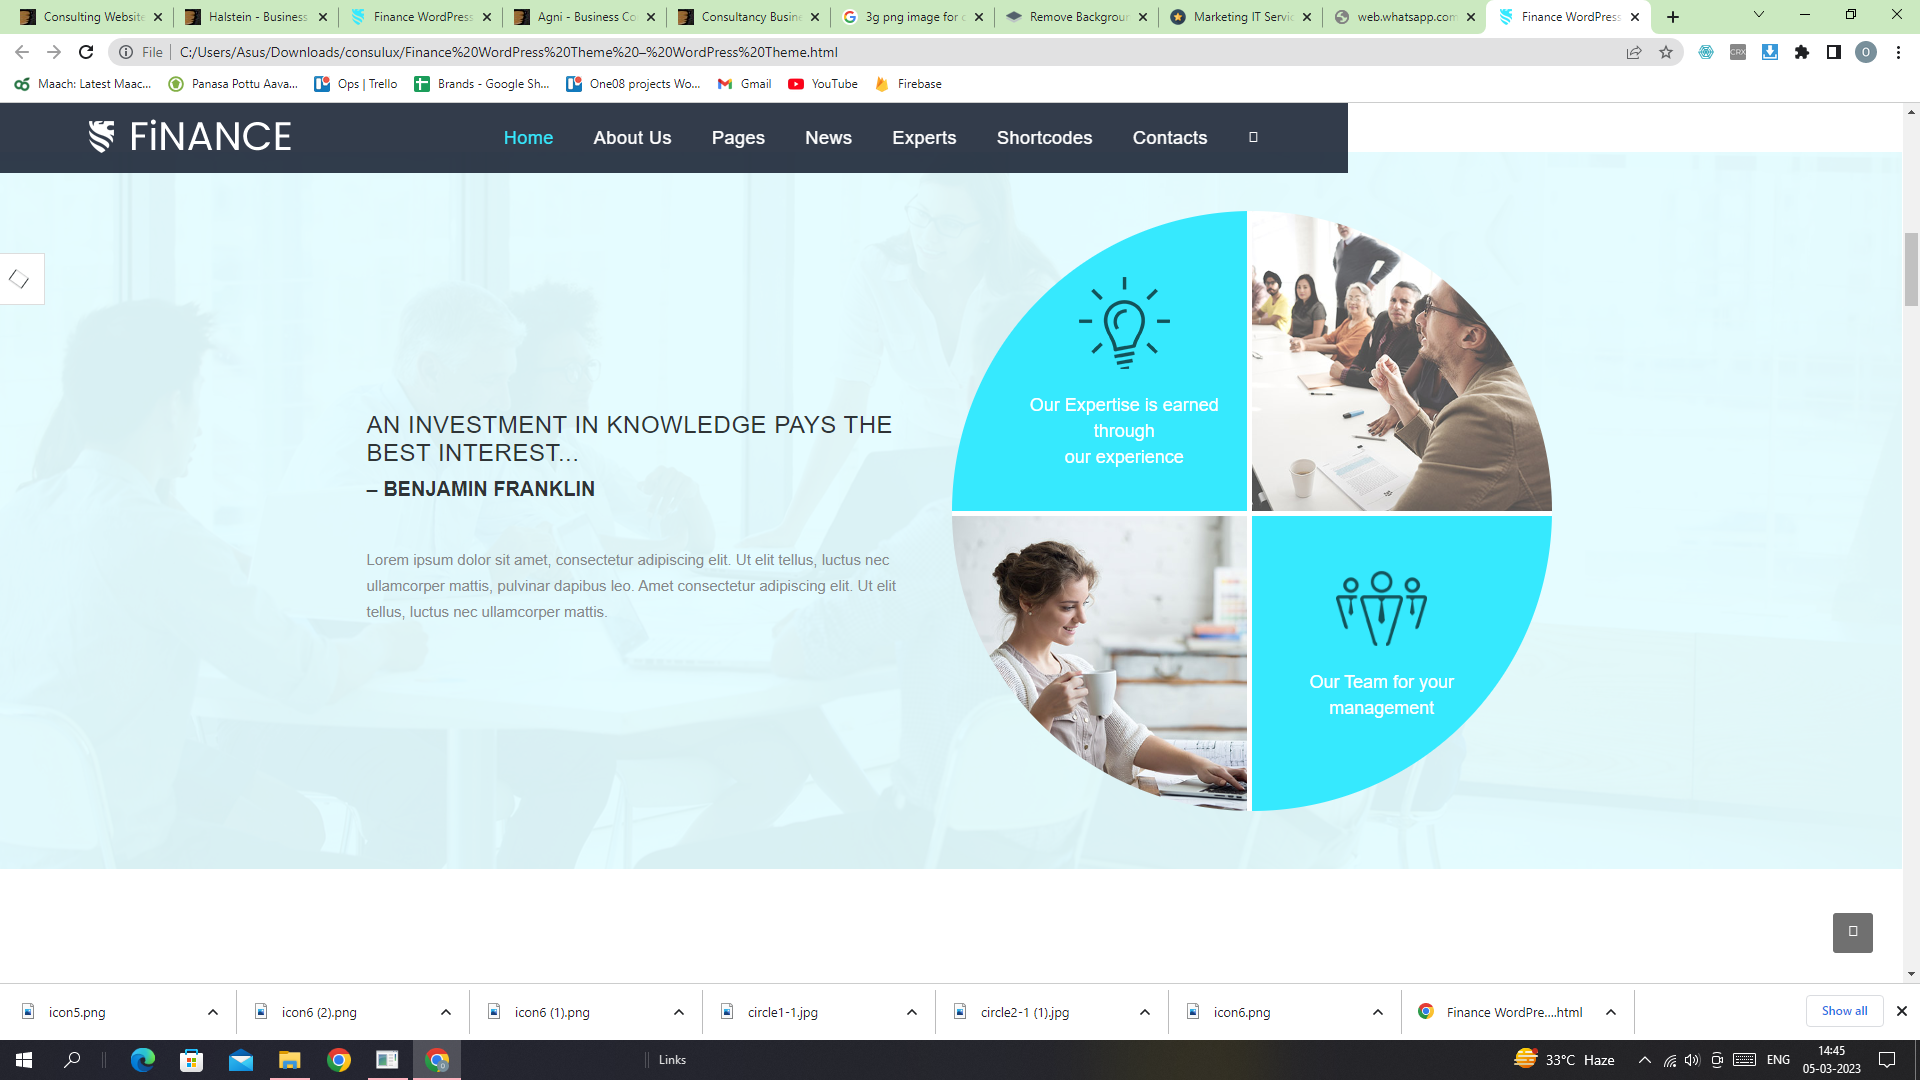 Consulting Website
Halstein - Business
Finance WordPress
Agni - Business Co
Consultancy Busine
3g png image for c
Remove Backgroun
Marketing IT Servic
web.whatsapp.com
Finance WordPress
File
C:/Users/Asus/Downloads/consulux/Finance%20WordPress%20Theme%20–%20WordPress%20Theme.html
CRX
O
Maach: Latest Maac...
Panasa Pottu Aava...
Ops | Trello
Brands - Google Sh...
One08 projects Wo...
Gmail
YouTube
Firebase
FiNANCE
Home
About Us
Pages
News
Experts
Shortcodes
Contacts
AN INVESTMENT IN KNOWLEDGE PAYS THE
BEST INTEREST...
– BENJAMIN FRANKLIN
Lorem ipsum dolor sit amet, consectetur adipiscing elit. Ut elit tellus, luctus nec
ullamcorper mattis, pulvinar dapibus leo. Amet consectetur adipiscing elit. Ut elit
tellus, luctus nec ullamcorper mattis.
Our Expertise is earned
through
our experience
Our Team for your
management
icon5.png
icon6 (2).png
icon6 (1).png
circle1-1.jpg
circle2-1 (1).jpg
icon6.png
Finance WordPre....html
Show all
Links
33°C Haze
ENG
14:45
05-03-2023